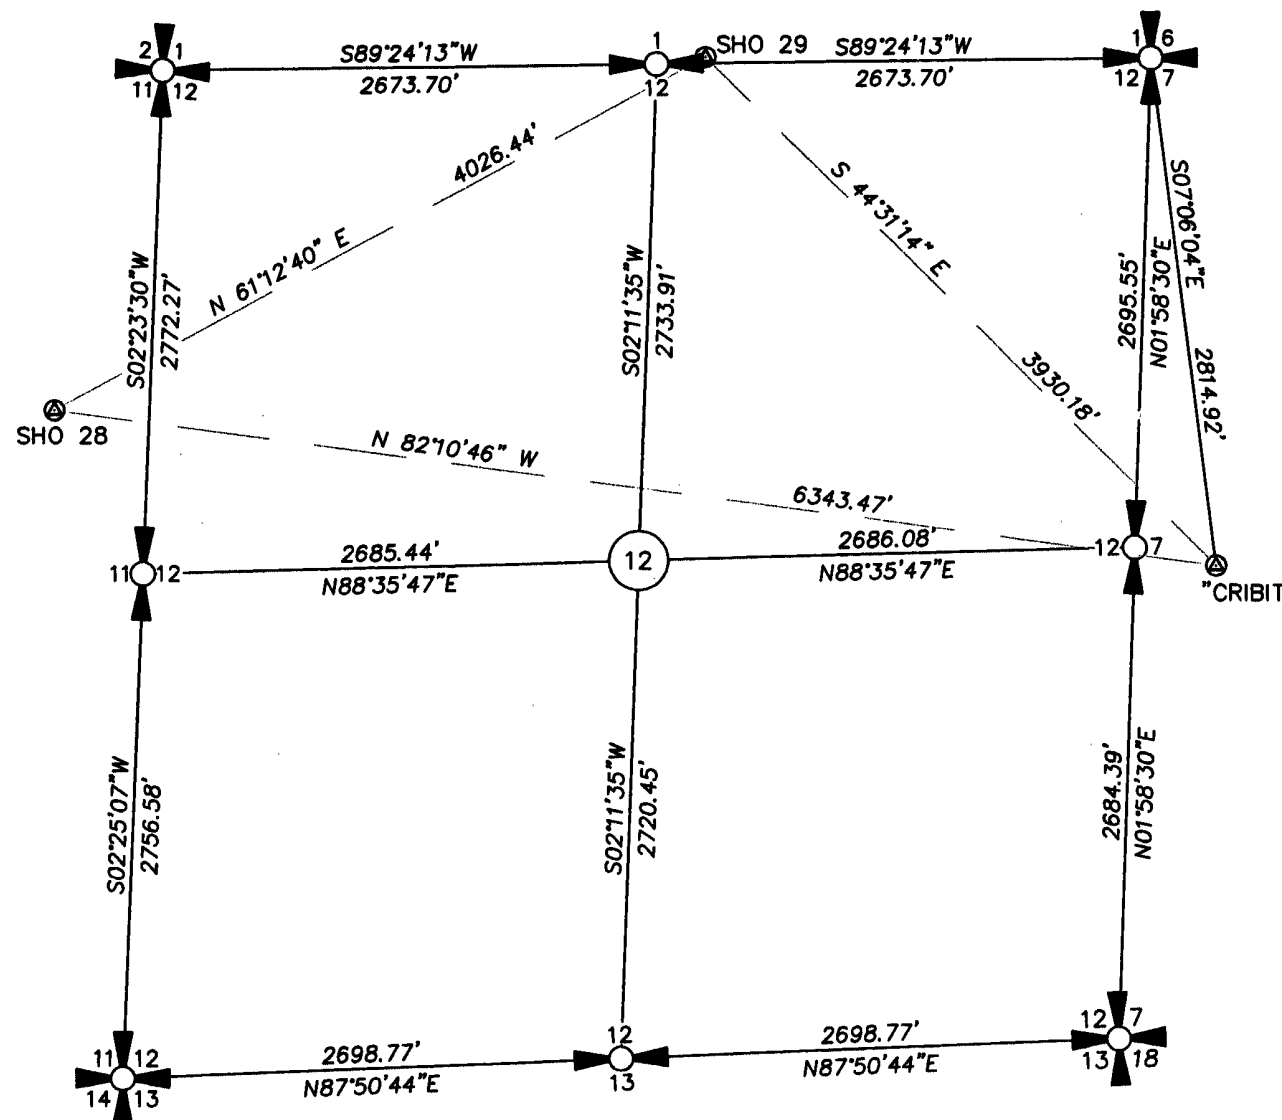 2 1
11 12
S89°24'13"W
2673.70'
1
12
SHO 29
S89°24'13"W
2673.70'
1 6
12 7
4026.44'
N 61°12'40" E
S 44°31'14" E
3930.18'
S02°23'30"W
2772.27'
S02°11'35"W
2733.91'
2695.55'
N01°58'30"E
S07°06'04"E
2814.92'
SHO 28
N 82°10'46" W
6343.47'
11 12
2685.44'
N88°35'47"E
12
2686.08'
N88°35'47"E
12 7
"CRIBIT
S02°25'07"W
2756.58'
S02°11'35"W
2720.45'
2684.39'
N01°58'30"E
11 12
14 13
2698.77'
N87°50'44"E
12
13
2698.77'
N87°50'44"E
12 7
13 18